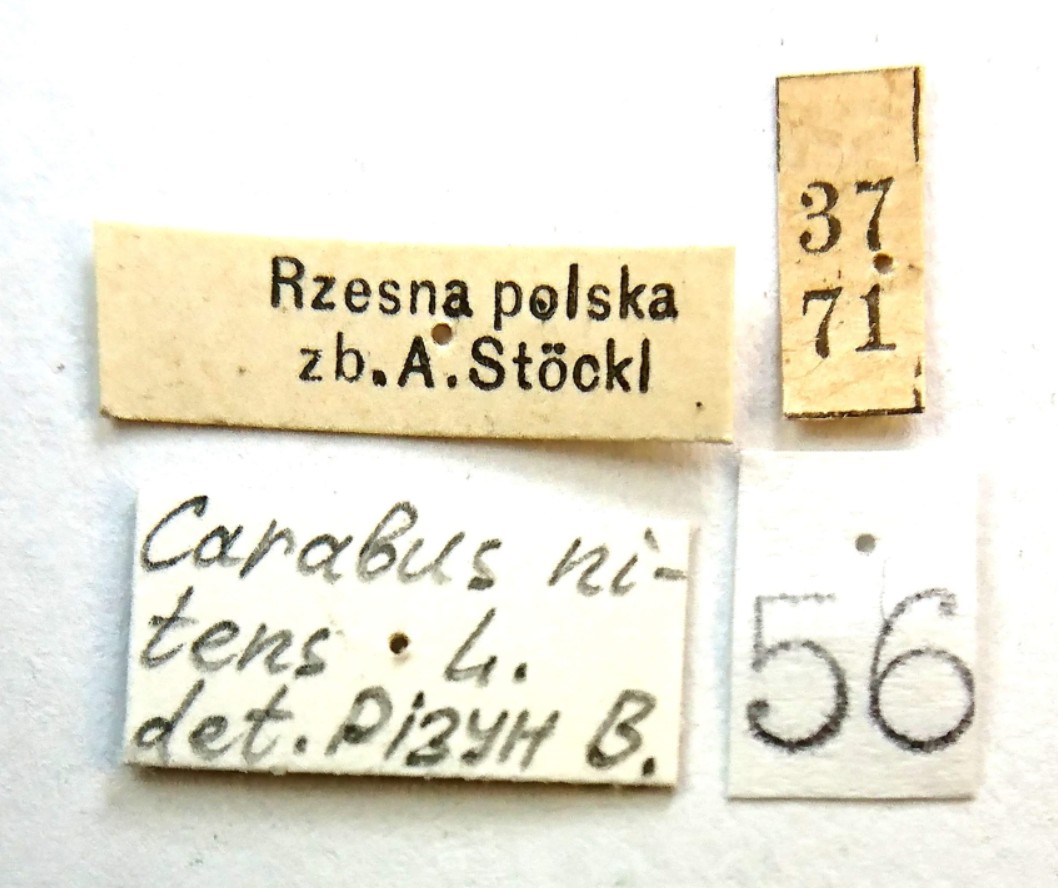 Rzesna polska
zb. A. Stöckl
37
71
Carabus ni-
tens L.
det. Різун В.
56